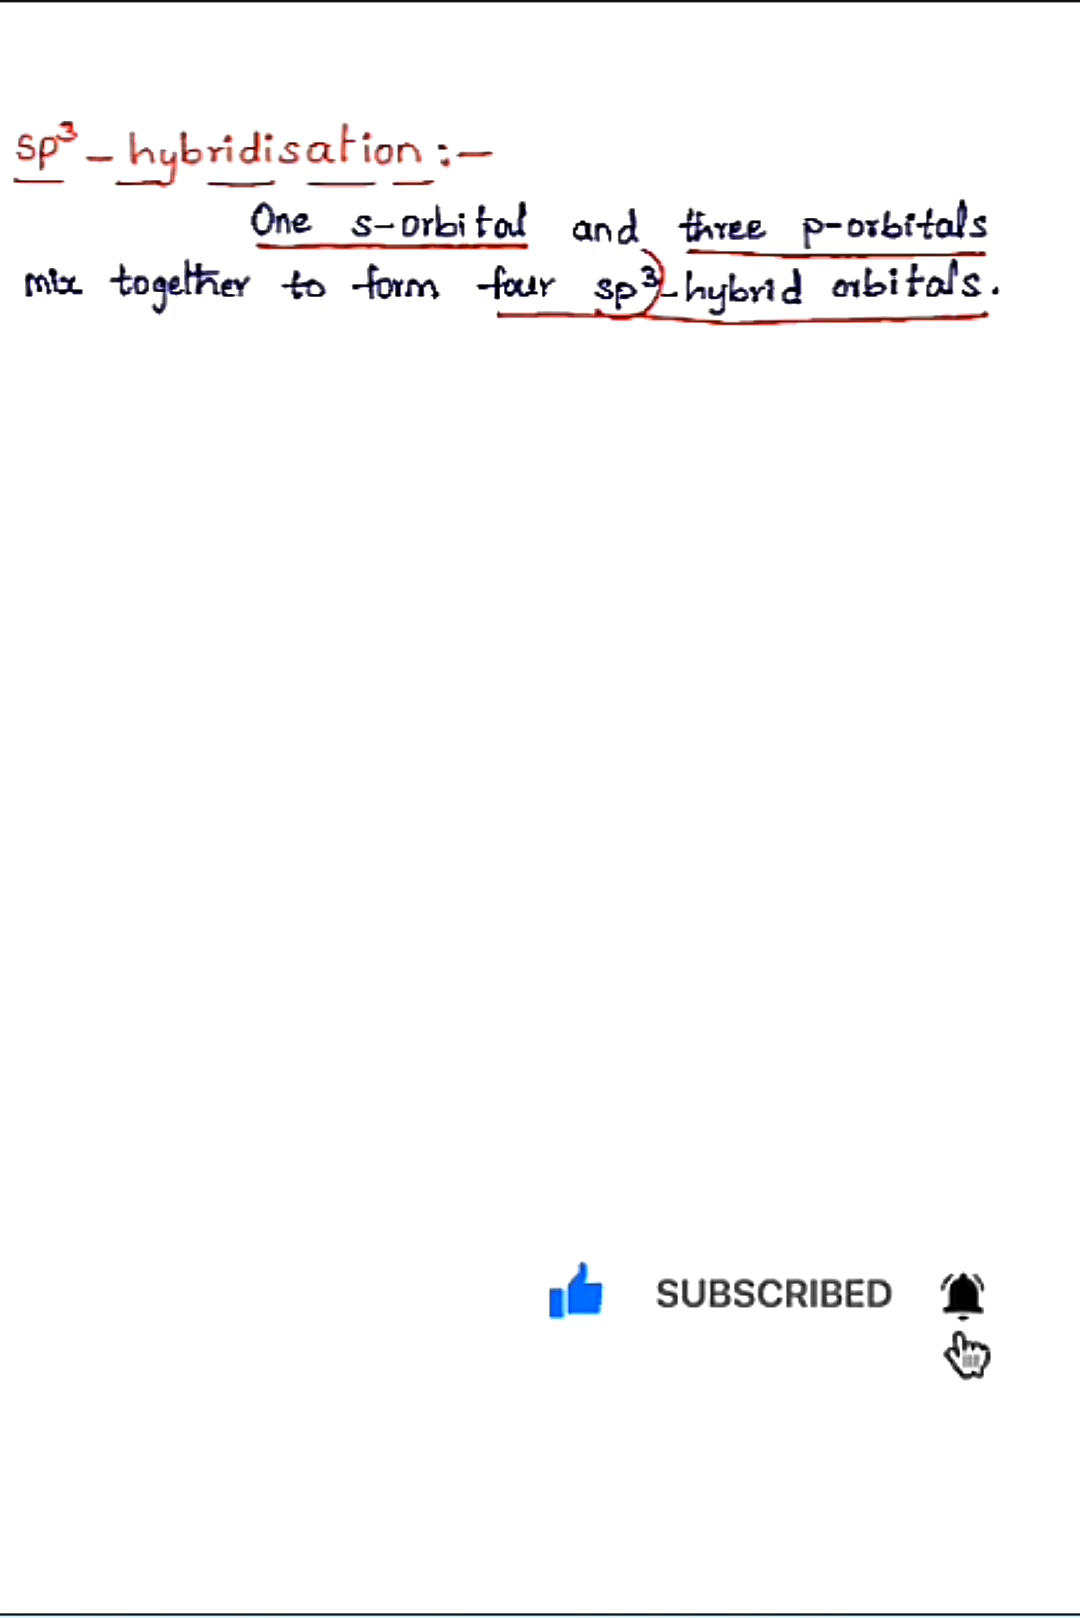 sp³ - hybridisation :-
One s-orbital and three p-orbitals
mix together to form four sp³-hybrid orbitals.
SUBSCRIBED